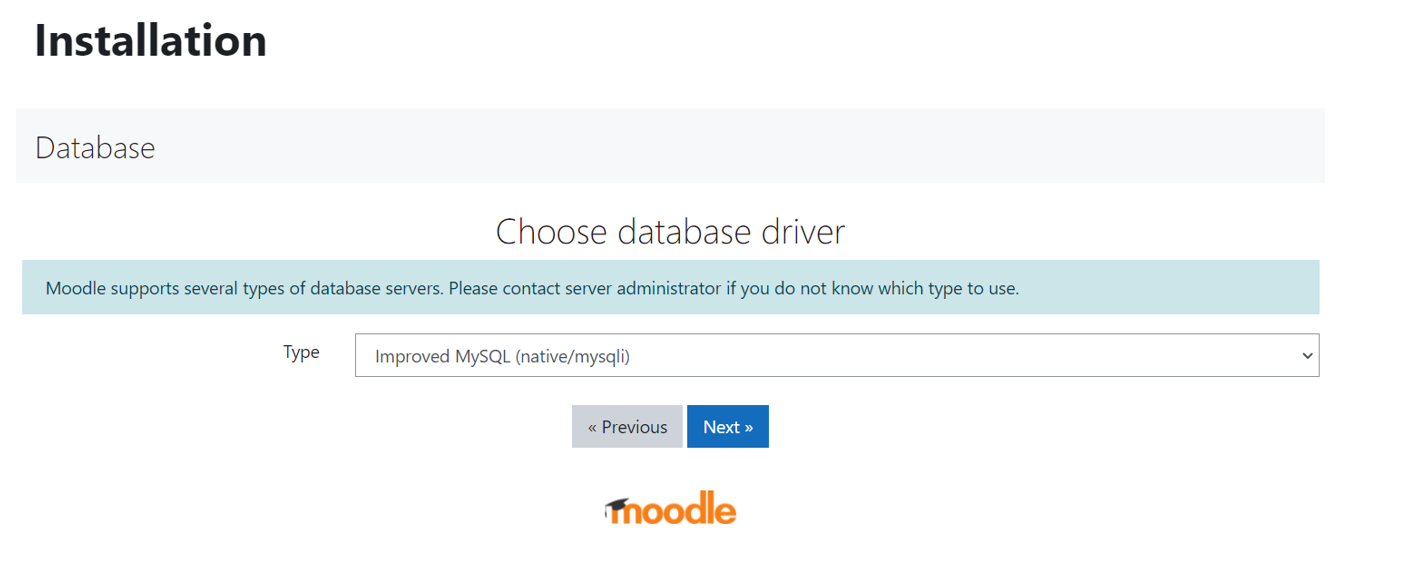 Installation
Database
Choose database driver
Moodle supports several types of database servers. Please contact server administrator if you do not know which type to use.
Type
Improved MySQL (native/mysqli)
« Previous
Next »
moodle